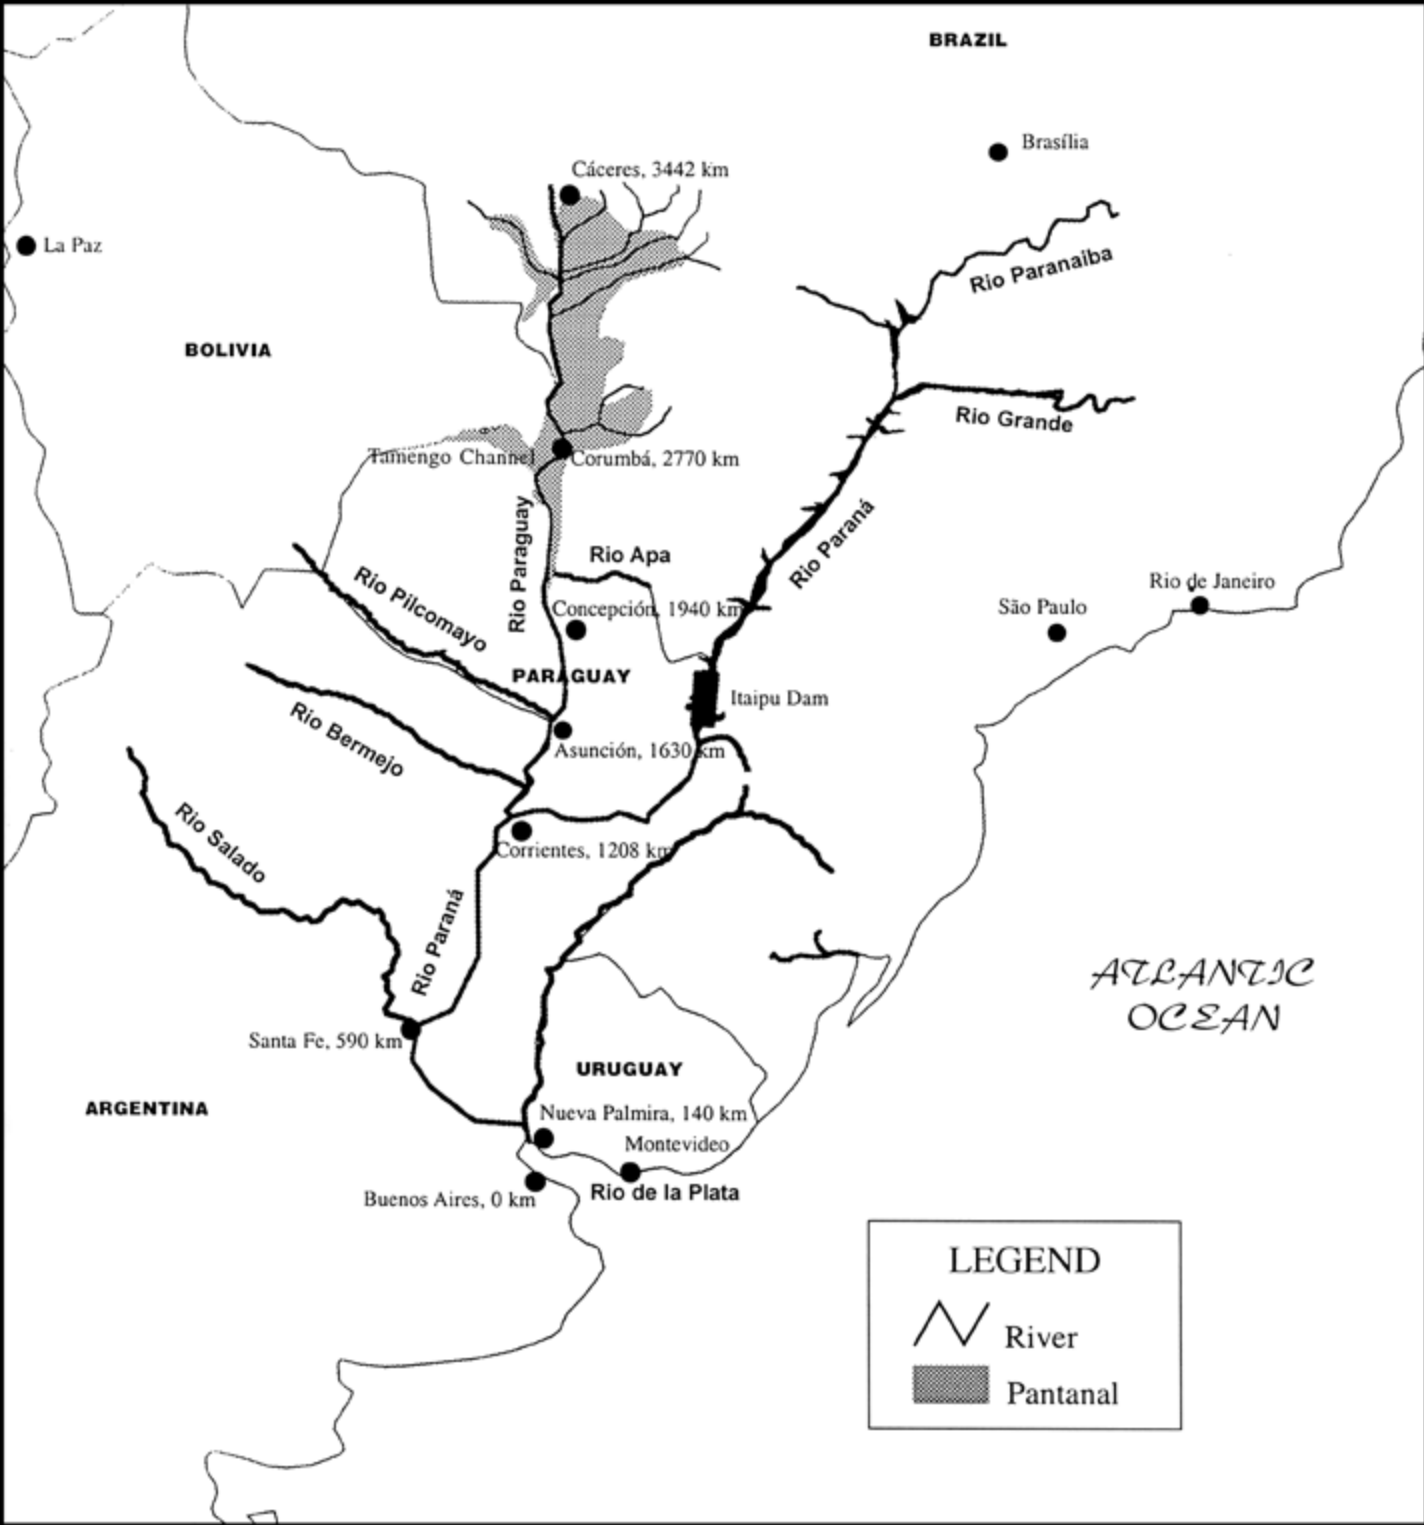 BRAZIL
Brasília
Cáceres, 3442 km
La Paz
Rio Paranaiba
BOLIVIA
Rio Grande
Tamengo Channel
Corumbá, 2770 km
Rio Paraguay
Rio Paraná
Rio Apa
Rio Pilcomayo
Concepción, 1940 km
Rio de Janeiro
São Paulo
PARAGUAY
Itaipu Dam
Rio Bermejo
Asunción, 1630 km
Rio Salado
Corrientes, 1208 km
Rio Paraná
ATLANTIC
OCEAN
Santa Fe, 590 km
URUGUAY
ARGENTINA
Nueva Palmira, 140 km
Montevideo
Buenos Aires, 0 km
Rio de la Plata
LEGEND
River
Pantanal